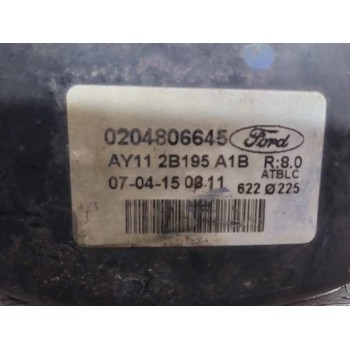 0204806645 Ford
AY11 2B195 A1B R:8.0
ATBLC
07-04-15 08:11 622 Ø225